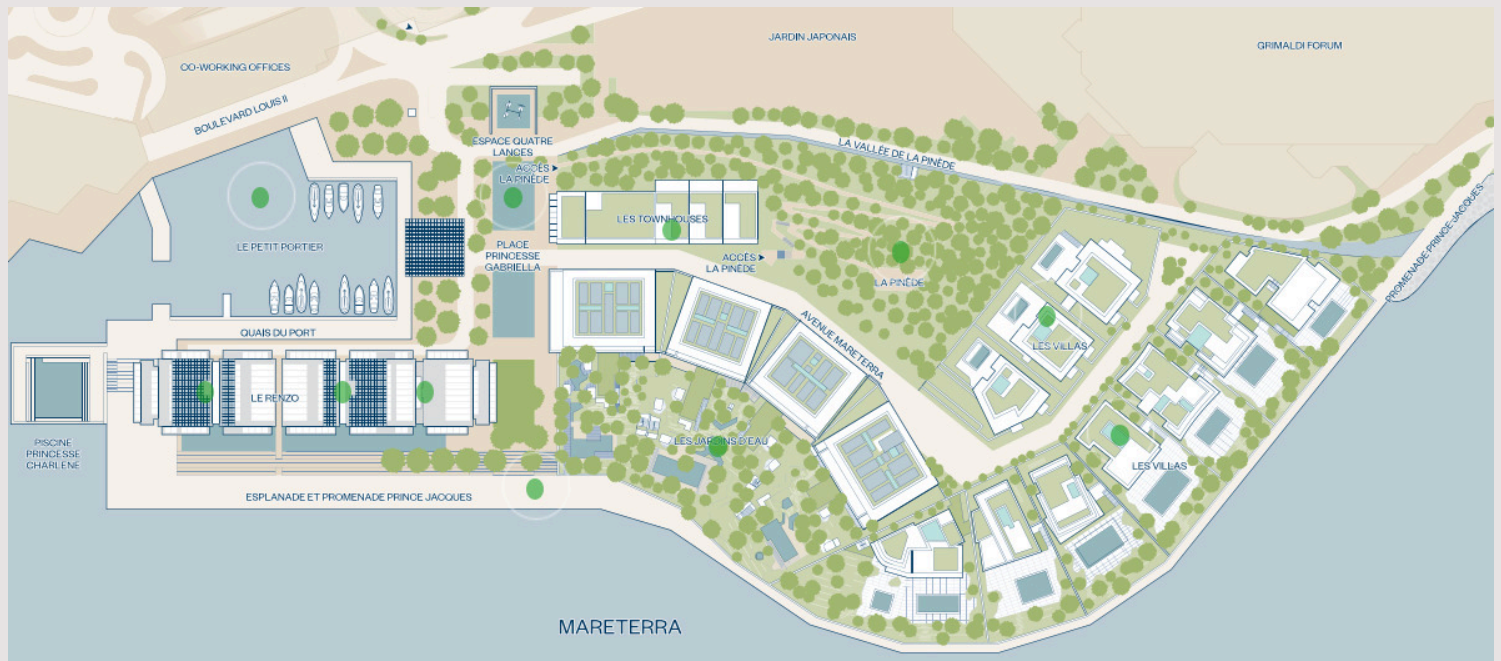 JARDIN JAPONAIS
GRIMALDI FORUM
OO-WORKING OFFICES
BOULEVARD LOUIS II
ESPACE QUATRE
LANCES
LA VALLÉE DE LA PINÈDE
ACCÈS
LA PINÈDE
LES TOWNHOUSES
PROMENADE PRINCE JACQUES
LE PETIT PORTIER
PLACE
PRINCESSE
GABRIELLA
ACCÈS
LA PINÈDE
LA PINÈDE
AVENUE MARETERRA
QUAIS DU PORT
LES VILLAS
LE RENZO
PISCINE
PRINCESSE
CHARLENE
LES JARDINS D'EAU
LES VILLAS
ESPLANADE ET PROMENADE PRINCE JACQUES
MARETERRA